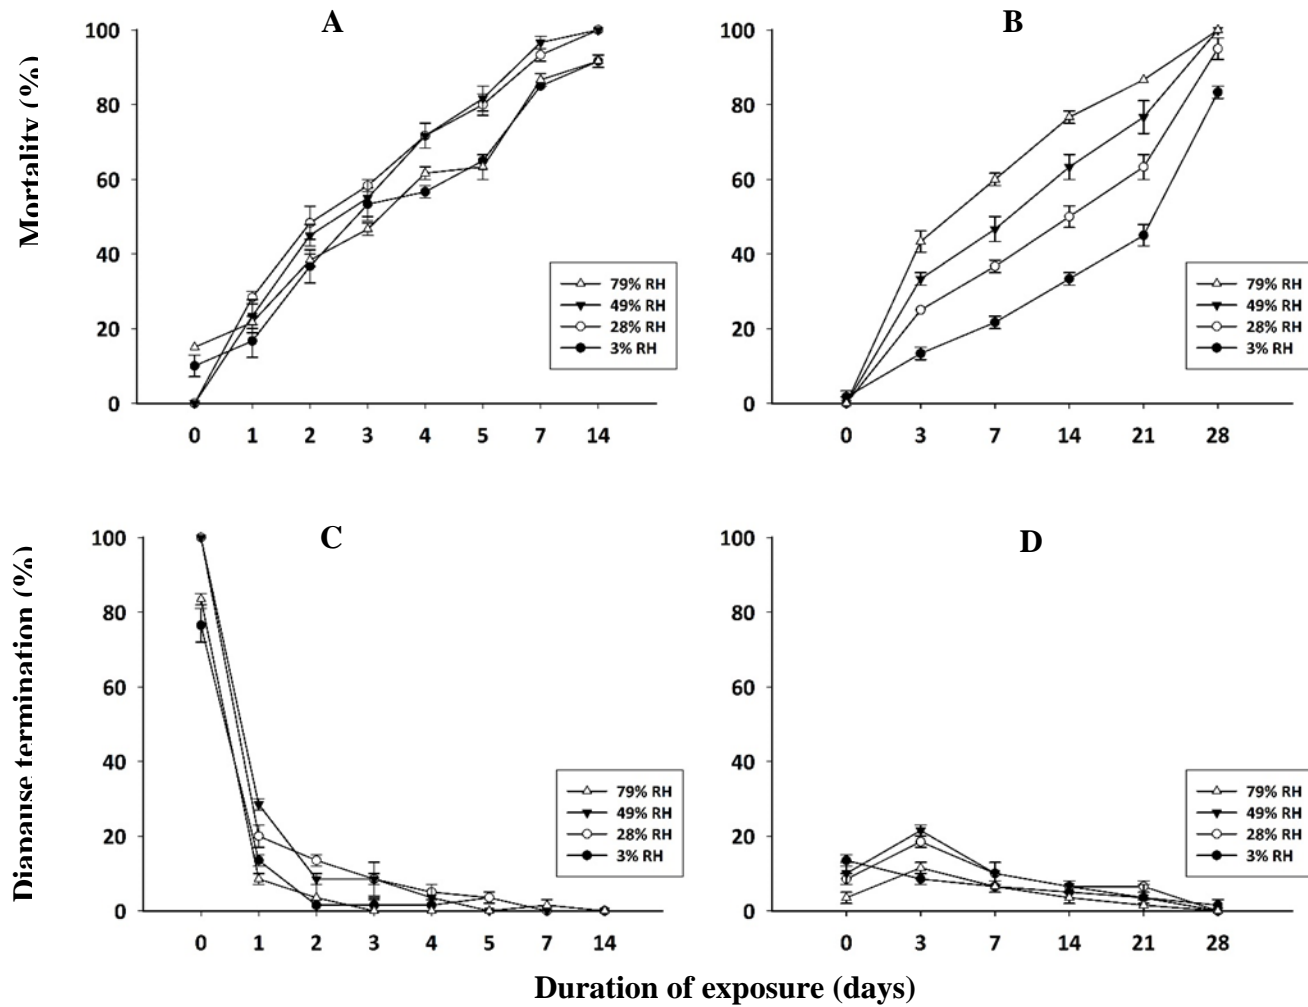 A
B
Mortality (%)
100
80
60
40
20
0
79% RH
49% RH
28% RH
3% RH
0 1 2 3 4 5 7 14
100
80
60
40
20
0
79% RH
49% RH
28% RH
3% RH
0 3 7 14 21 28
C
D
Diapause termination (%
100
80
60
40
20
0
79% RH
49% RH
28% RH
3% RH
0 1 2 3 4 5 7 14
100
80
60
40
20
0
79% RH
49% RH
28% RH
3% RH
0 3 7 14 21 28
Duration of exposure (days)